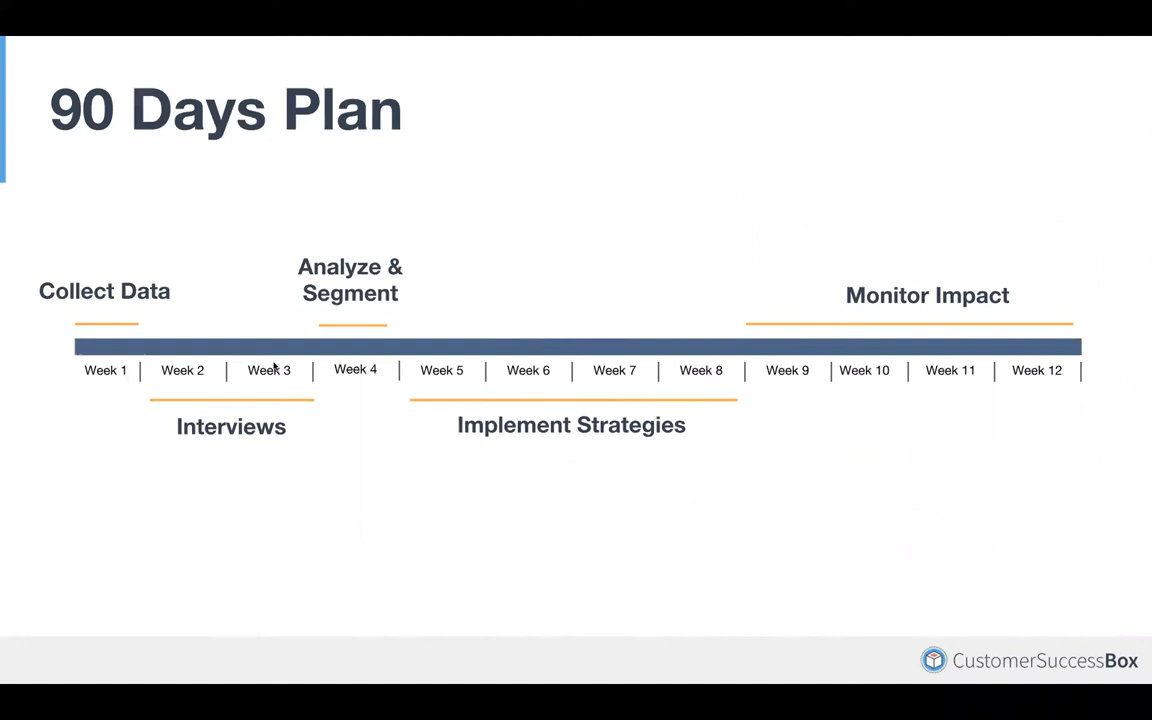 90 Days Plan
Collect Data
Analyze &
Segment
Monitor Impact
Week 1 | Week 2 | Week 3 | Week 4 | Week 5 | Week 6 | Week 7 | Week 8 | Week 9 | Week 10 | Week 11 | Week 12 |
Interviews
Implement Strategies
CustomerSuccessBox